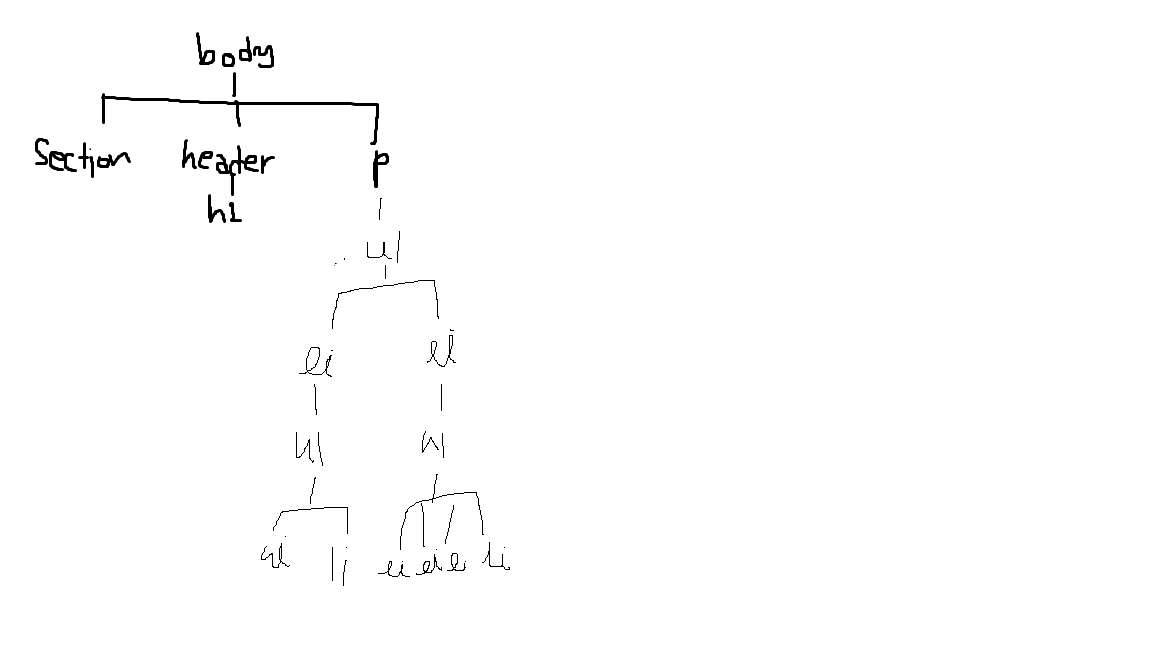 body
Section header p
h1
ul
li li
ul ul
li li li li li li